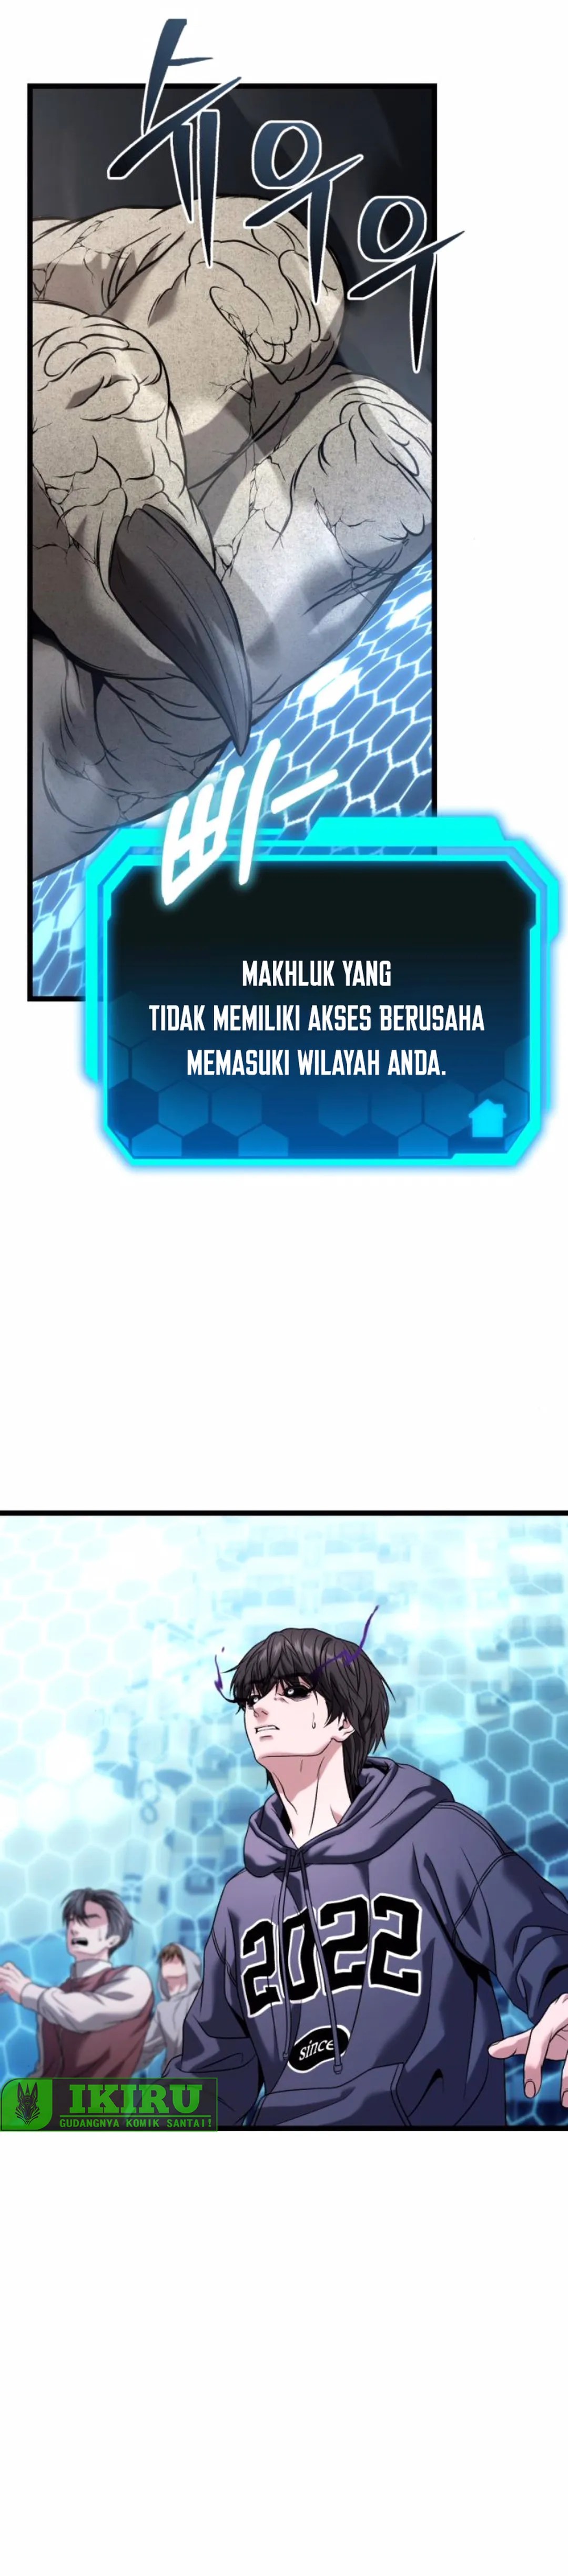 슈우우
삐-
MAKHLUK YANG
TIDAK MEMILIKI AKSES BERUSAHA
MEMASUKI WILAYAH ANDA.
2022
since
IKIRU
GUDANGNYA KOMIK SANTAI!